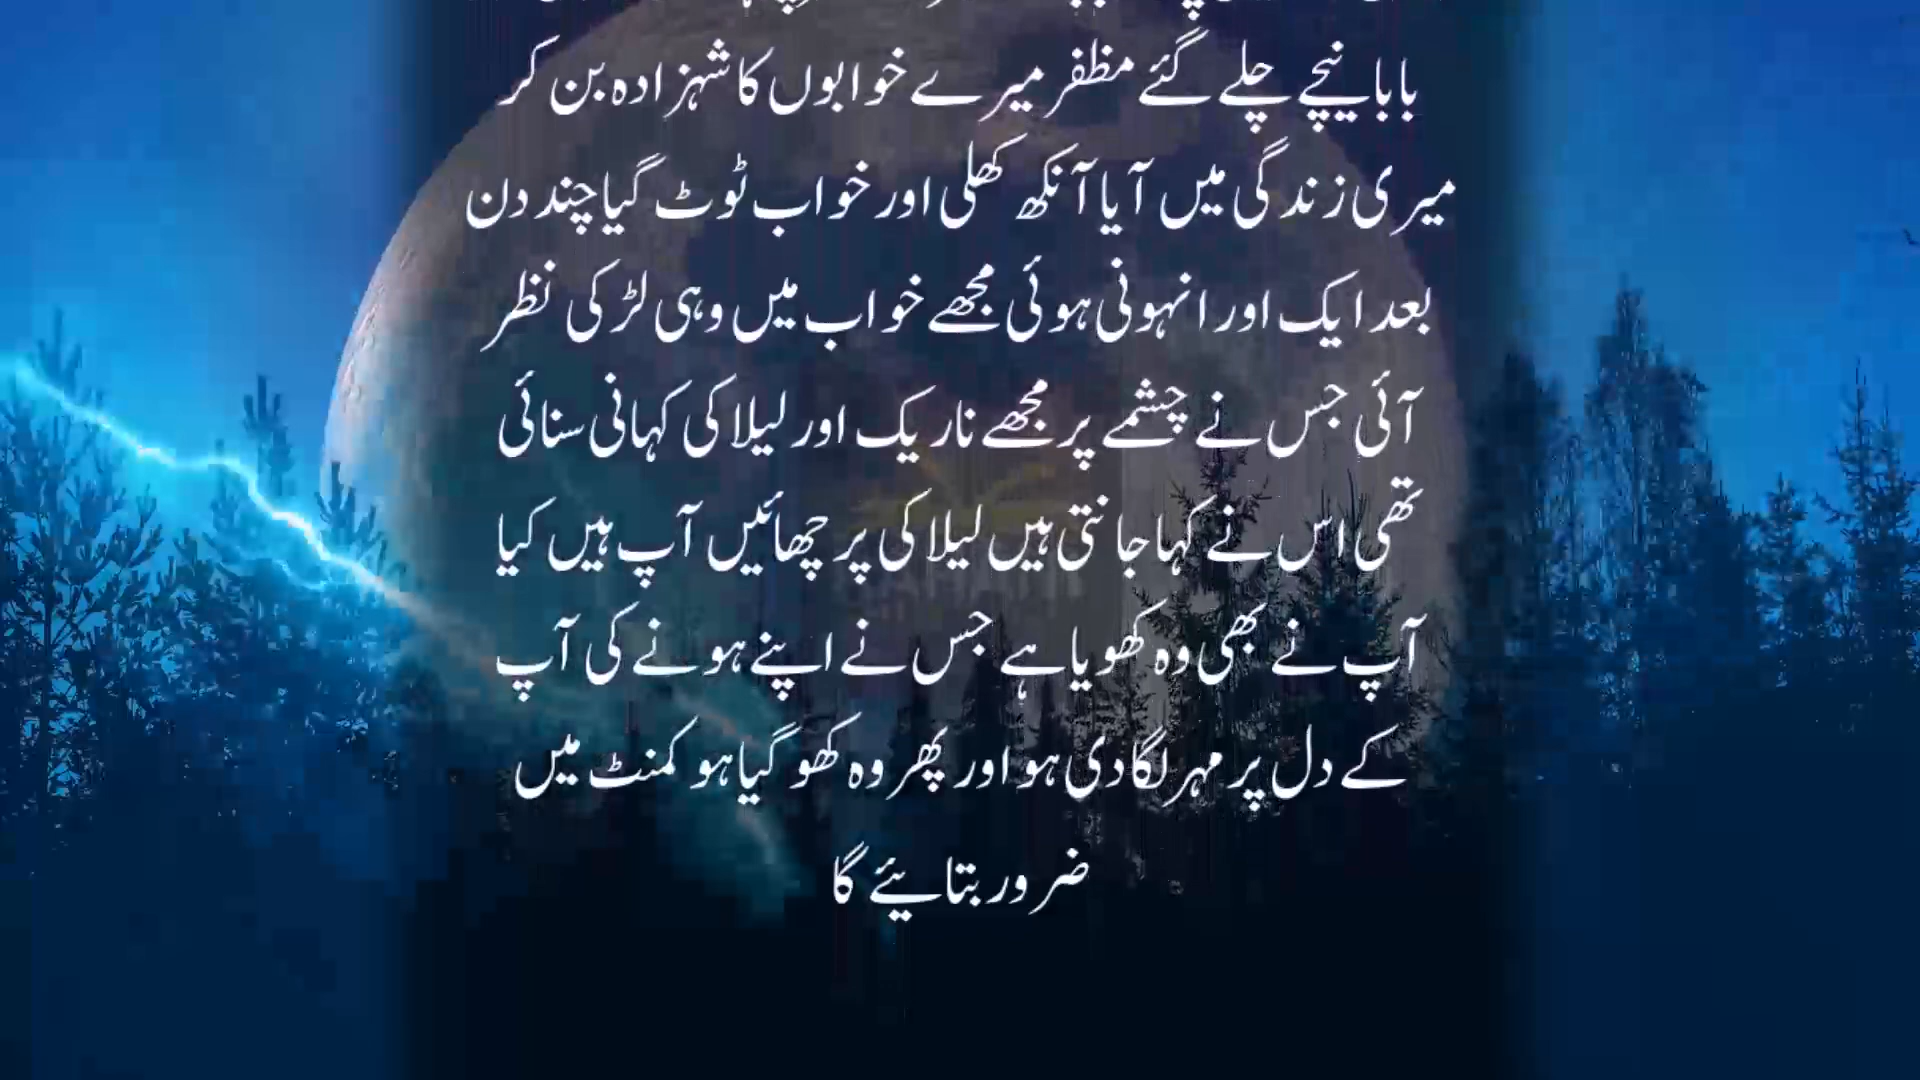 بابا نیچے چلے گئے مظفر میرے خوابوں کا شہزادہ بن کر
میری زندگی میں آیا آنکھ کھلی اور خواب ٹوٹ گیا چند دن
بعد ایک اور انہونی ہوئی مجھے خواب میں وہی لڑکی نظر
آئی جس نے چشمے پر مجھے ناریک اور لیلا کی کہانی سنائی
تھی اس نے کہا جانتی ہیں لیلا کی پرچھائیں آپ ہیں کیا
آپ نے بھی وہ کھویا ہے جس نے اپنے ہونے کی آپ
کے دل پر مہر لگا دی ہو اور پھر وہ کھو گیا ہو کمنٹ میں
ضرور بتایئے گا